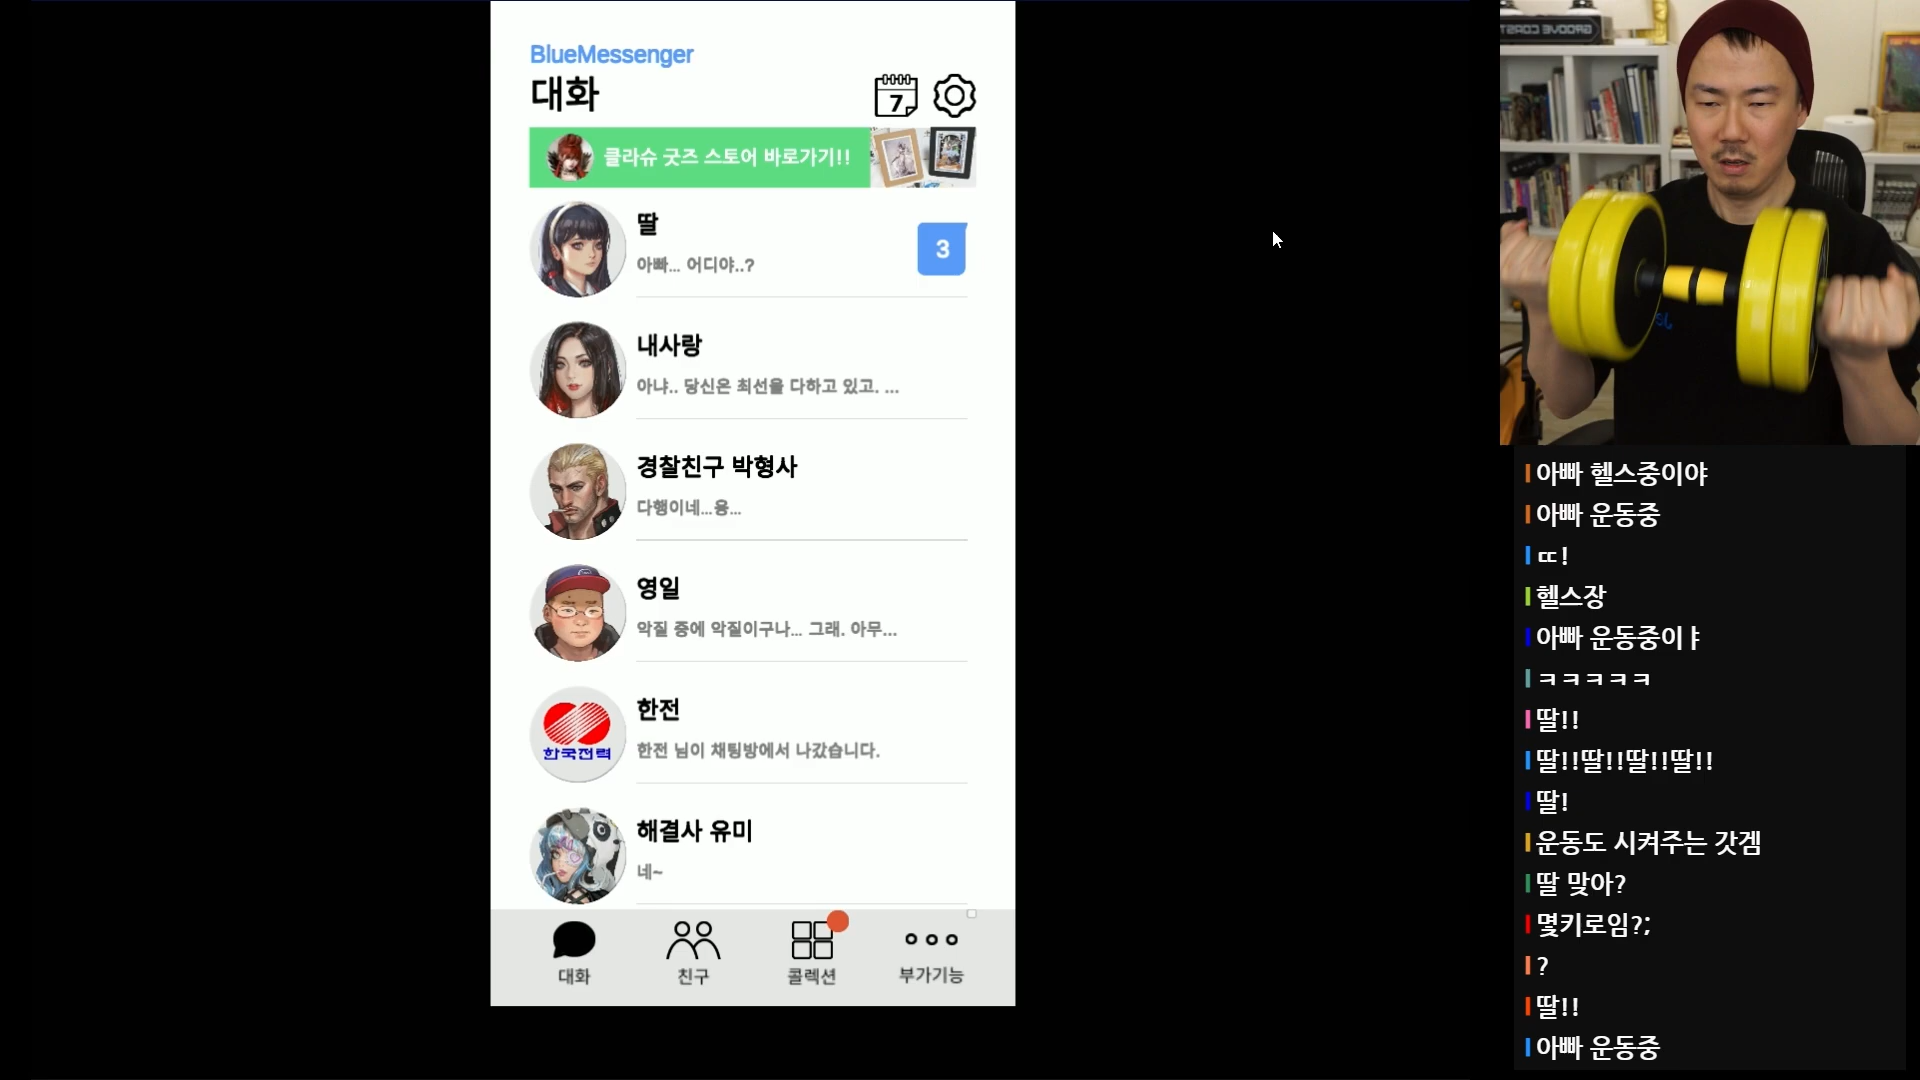 BlueMessenger
대화
7
클라슈 굿즈 스토어 바로가기!!
딸
아빠... 어디야..?
3
내사랑
아냐.. 당신은 최선을 다하고 있고. ...
경찰친구 박형사
다행이네...용...
영일
악질 중에 악질이구나... 그래. 아무...
한국전력
한전
한전 님이 채팅방에서 나갔습니다.
해결사 유미
네~
대화
친구
콜렉션
부가기능
GROOVE COASTER
아빠 헬스중이야
아빠 운동중
ㄸ!
헬스장
아빠 운동중이ㅑ
ㅋㅋㅋㅋㅋ
딸!!
딸!!딸!!딸!!딸!!
딸!
운동도 시켜주는 갓겜
딸 맞아?
몇키로임?;
?
딸!!
아빠 운동중